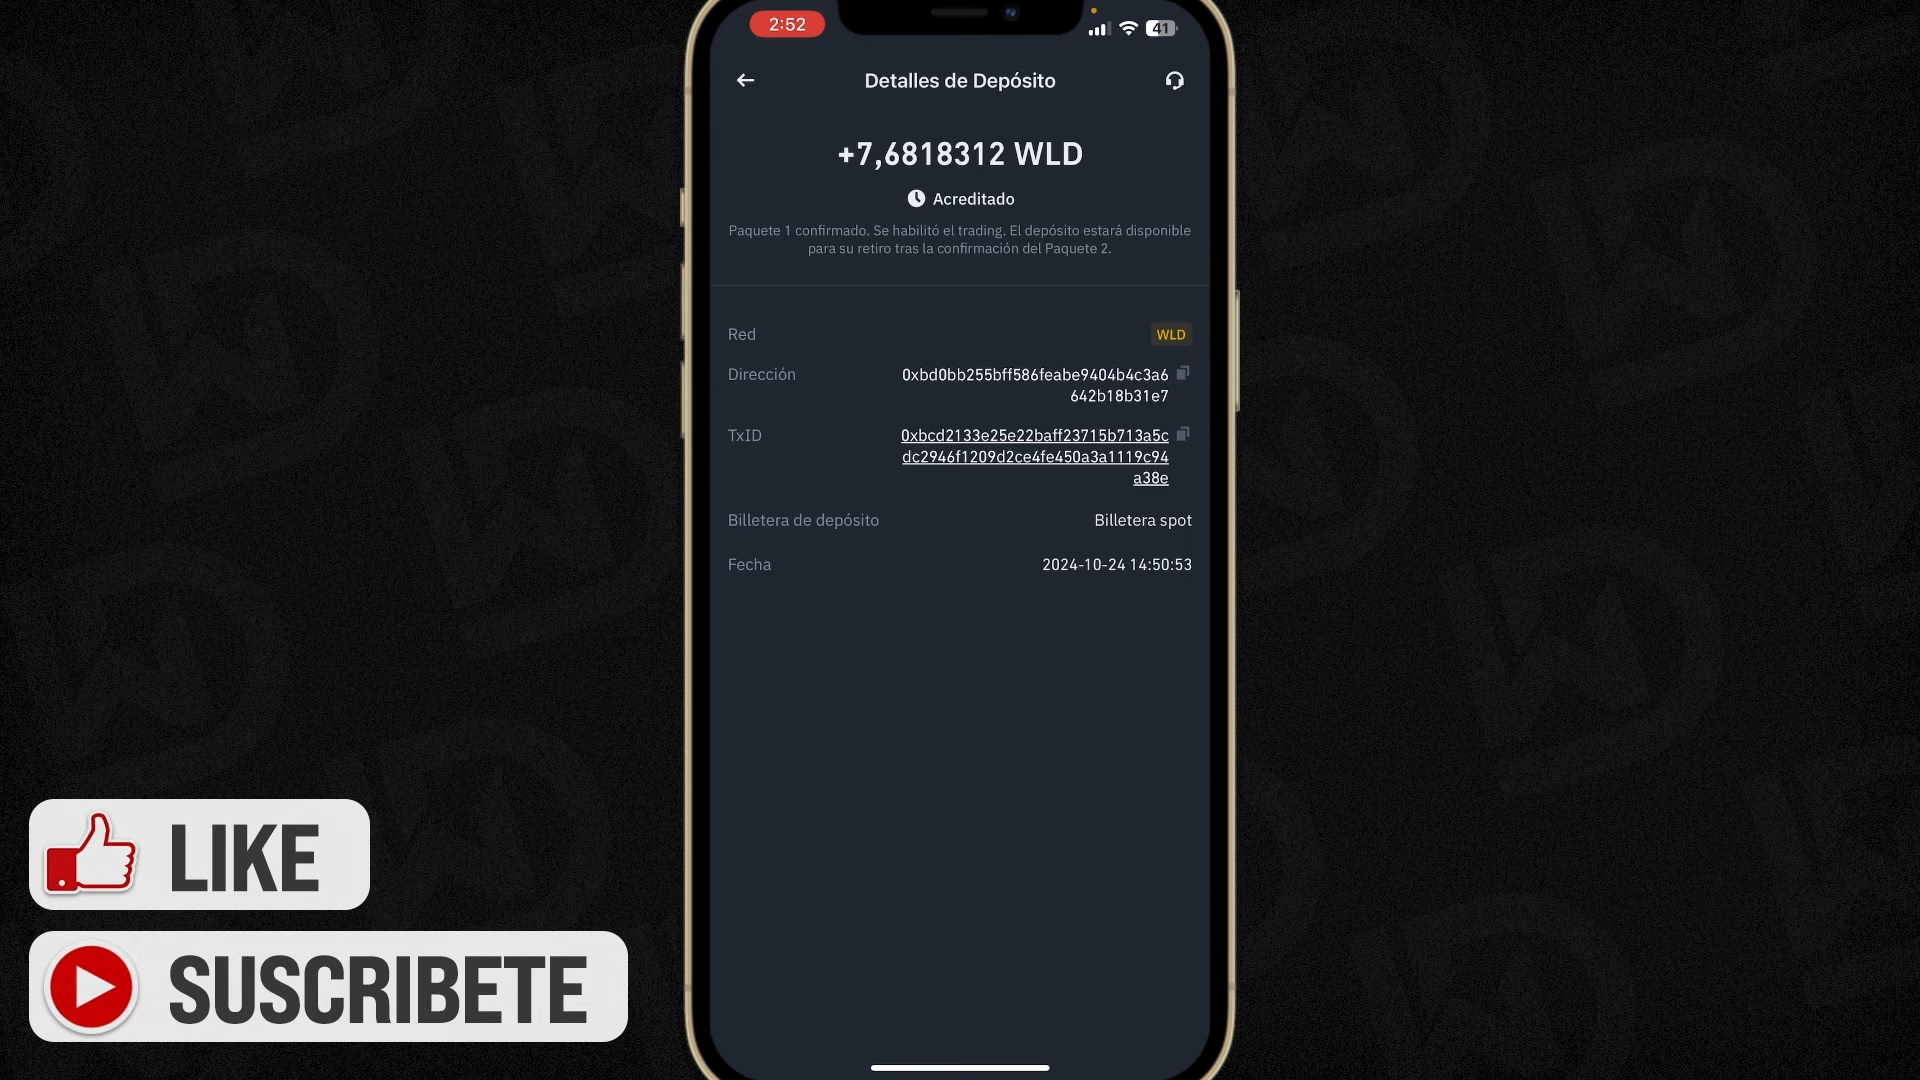 2:52
41
Detalles de Depósito
+7,6818312 WLD
Acreditado
Paquete 1 confirmado. Se habilitó el trading. El depósito estará disponible
para su retiro tras la confirmación del Paquete 2.
Red WLD
Dirección 0xbd0bb255bff586feabe9404b4c3a6
642b18b31e7
TxID 0xbcd2133e25e22baff23715b713a5c
dc2946f1209d2ce4fe450a3a1119c94
a38e
Billetera de depósito Billetera spot
Fecha 2024-10-24 14:50:53
LIKE
SUSCRIBETE